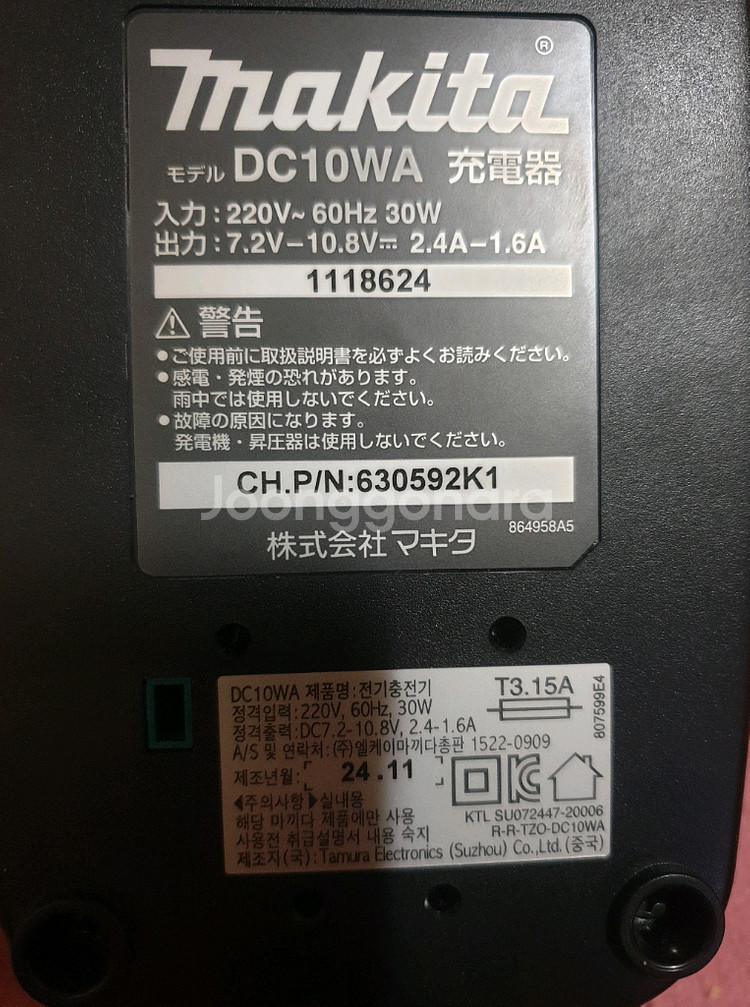 makita®
モデル DC10WA 充電器
入力：220V~ 60Hz 30W
出力：7.2V−10.8V⎓ 2.4A−1.6A
1118624
⚠ 警告
●ご使用前に取扱説明書を必ずよくお読みください。
●感電・発煙の恐れがあります。
雨中では使用しないでください。
●故障の原因になります。
発電機・昇圧器は使用しないでください。
CH.P/N:630592K1
Joonggonara
864958A5
株式会社マキタ
DC10WA 제품명:전기충전기
정격입력:220V, 60Hz, 30W
정격출력:DC7.2-10.8V, 2.4-1.6A
A/S 및 연락처:(주)엘케이마끼다총판 1522-0909
T3.15A
807599E4
제조년월: 24.11
◀주의사항▶실내용
해당 마끼다 제품에만 사용
사용전 취급설명서 내용 숙지
KTL SU072447-20006
R-R-TZO-DC10WA
제조자(국):Tamura Electronics (Suzhou) Co.,Ltd.(중국)